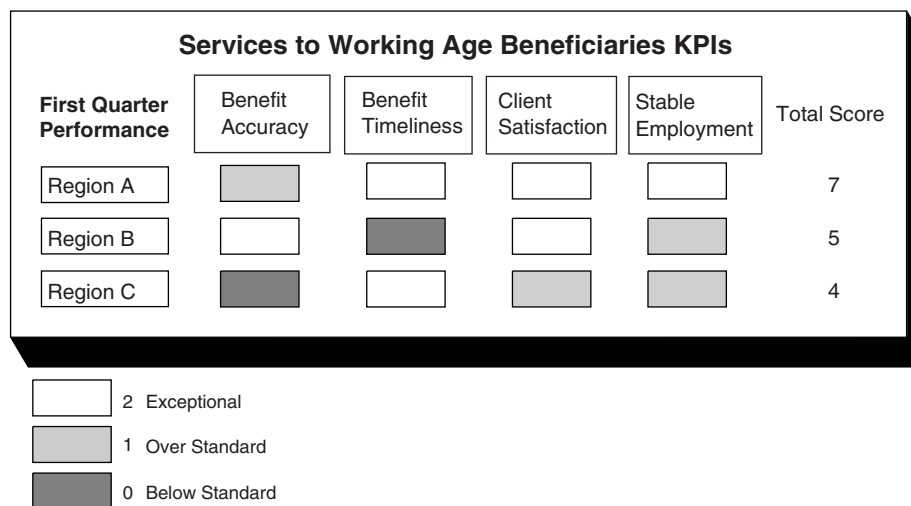 Services to Working Age Beneficiaries KPIs
First Quarter
Performance
Benefit
Accuracy
Benefit
Timeliness
Client
Satisfaction
Stable
Employment
Total Score
Region A
7
Region B
5
Region C
4
2 Exceptional
1 Over Standard
0 Below Standard